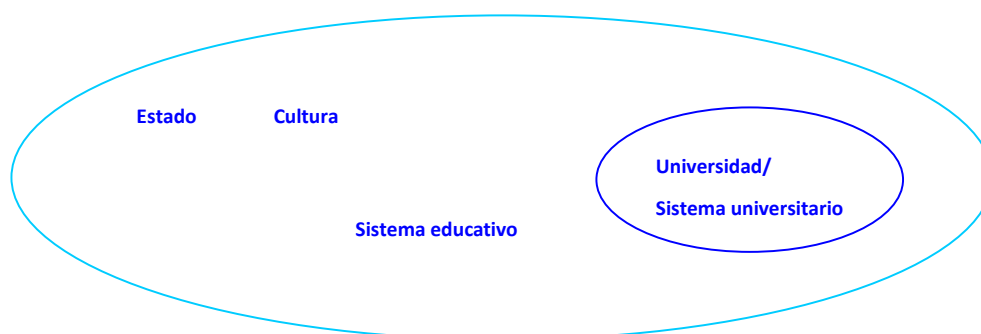 Estado Cultura
Universidad/
Sistema universitario
Sistema educativo